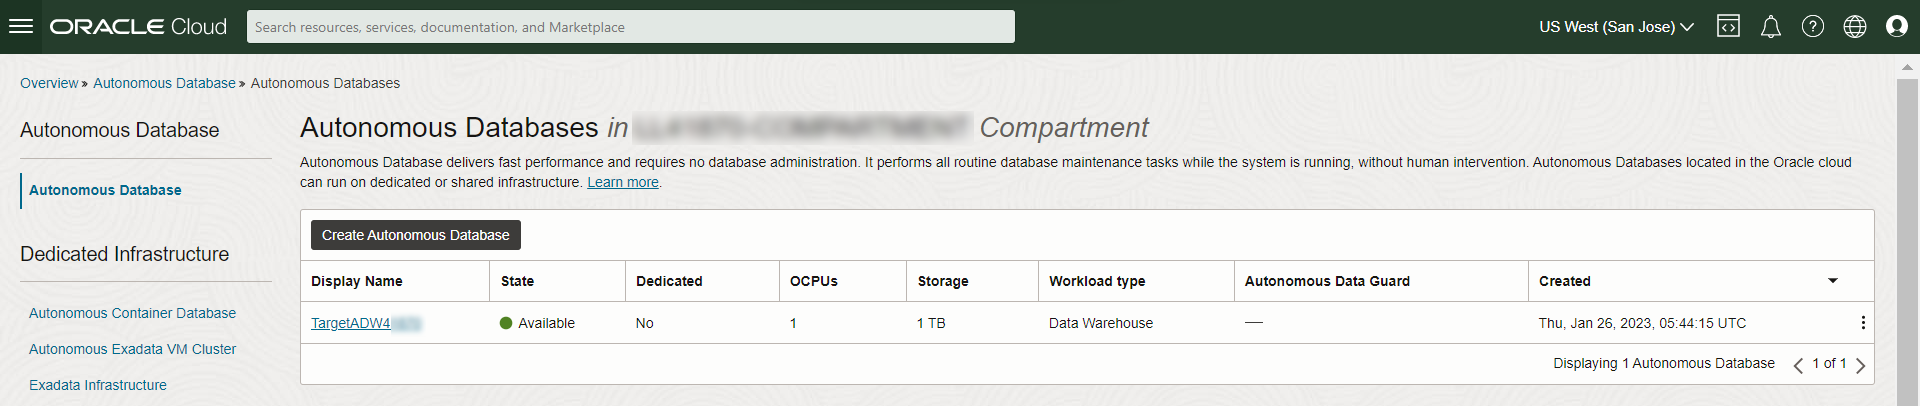 ORACLE Cloud
Search resources, services, documentation, and Marketplace
US West (San Jose)
Overview » Autonomous Database » Autonomous Databases
Autonomous Database
Autonomous Database
Dedicated Infrastructure
Autonomous Container Database
Autonomous Exadata VM Cluster
Exadata Infrastructure
Autonomous Databases in Compartment
Autonomous Database delivers fast performance and requires no database administration. It performs all routine database maintenance tasks while the system is running, without human intervention. Autonomous Databases located in the Oracle cloud
can run on dedicated or shared infrastructure. Learn more.
Create Autonomous Database
Display Name State Dedicated OCPUs Storage Workload type Autonomous Data Guard Created
TargetADW4 Available No 1 1 TB Data Warehouse — Thu, Jan 26, 2023, 05:44:15 UTC
Displaying 1 Autonomous Database < 1 of 1 >